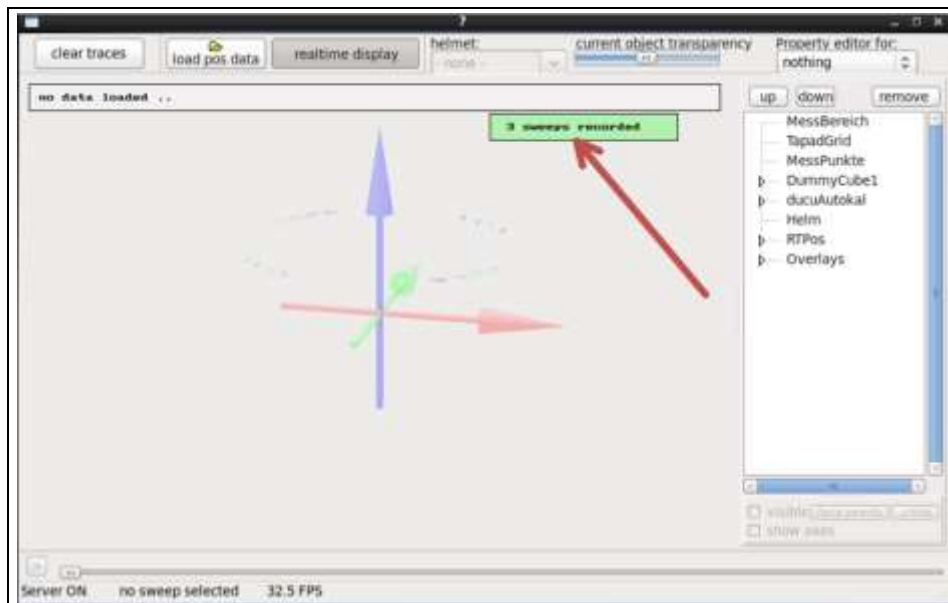 ?
clear traces
load pos data
realtime display
helmet:
none
current object transparency
Property editor for:
nothing
no data loaded ..
3 sweeps recorded
up down remove
MessBereich
TapadGrid
MessPunkte
DummyCube1
ducuAutokal
Helm
RTPos
Overlays
visible
show axes
Server ON no sweep selected 32.5 FPS